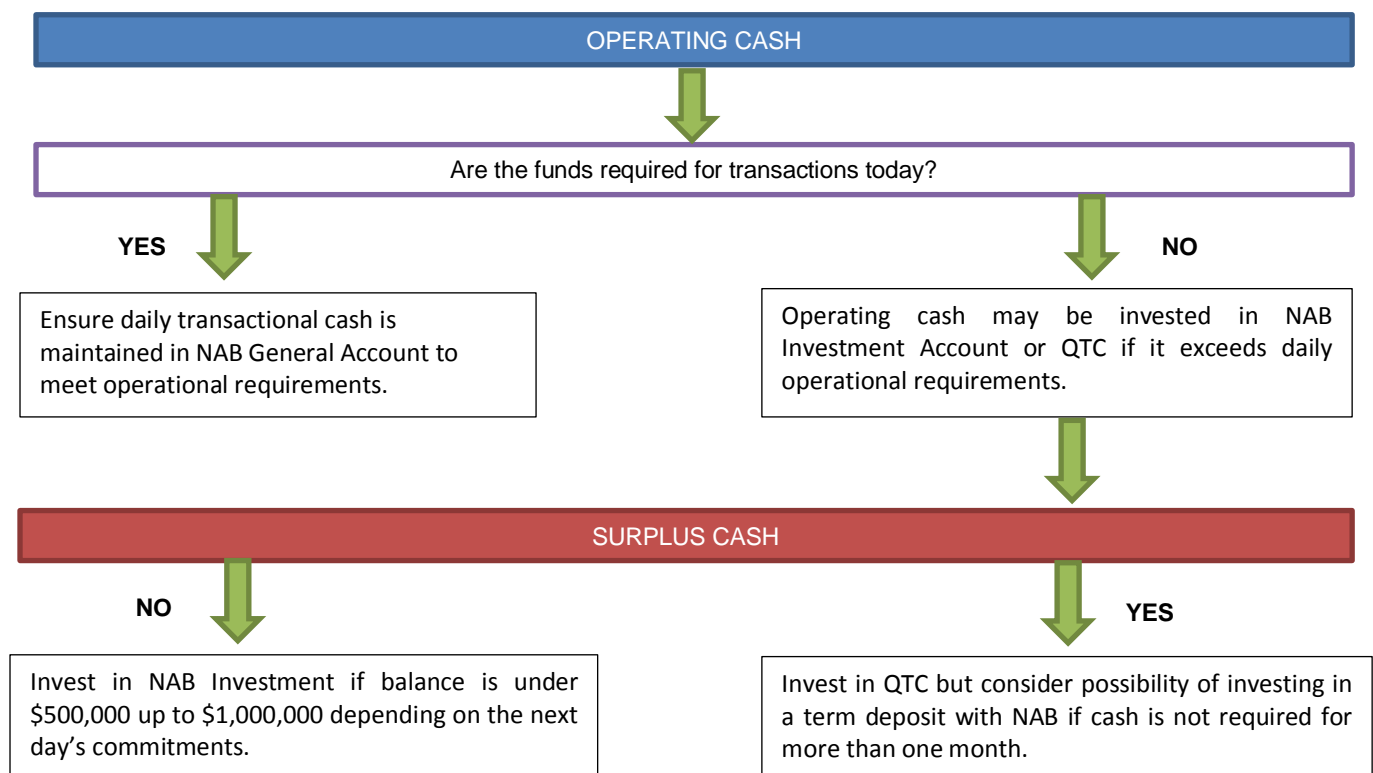 OPERATING CASH
Are the funds required for transactions today?
YES
NO
Ensure daily transactional cash is
maintained in NAB General Account to
meet operational requirements.
Operating cash may be invested in NAB
Investment Account or QTC if it exceeds daily
operational requirements.
SURPLUS CASH
NO
YES
Invest in NAB Investment if balance is under
$500,000 up to $1,000,000 depending on the next
day’s commitments.
Invest in QTC but consider possibility of investing in
a term deposit with NAB if cash is not required for
more than one month.